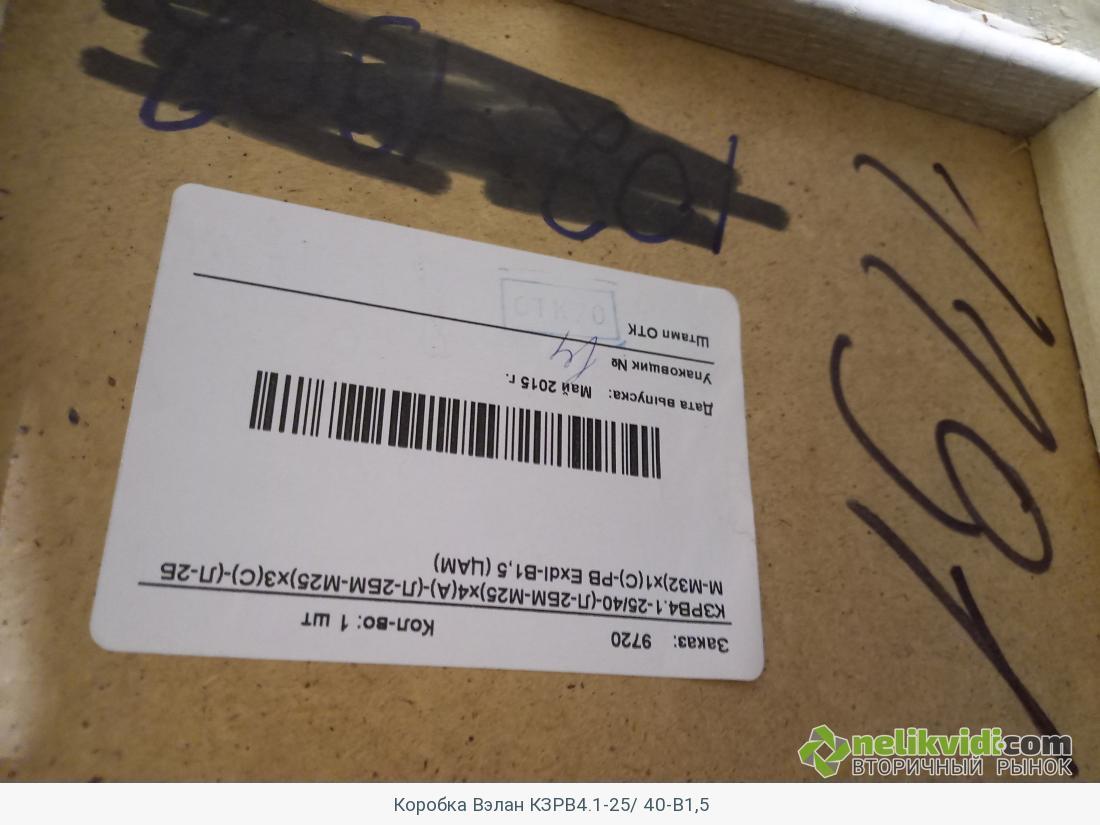 Заказ: 9720 Кол-во: 1 шт
КЗРВ4.1-25/40-(Л-2БМ-М25)х4(А)-(Л-2БМ-М25)х3(С)-(Л-2Б
М-М32)х1(С)-РВ ExdI-В1,5 (ЦАМ)
Дата выпуска: Май 2015 г.
Упаковщик №
Штамп ОТК
nelikvidi.com
ВТОРИЧНЫЙ РЫНОК
Коробка Вэлан КЗРВ4.1-25/ 40-В1,5